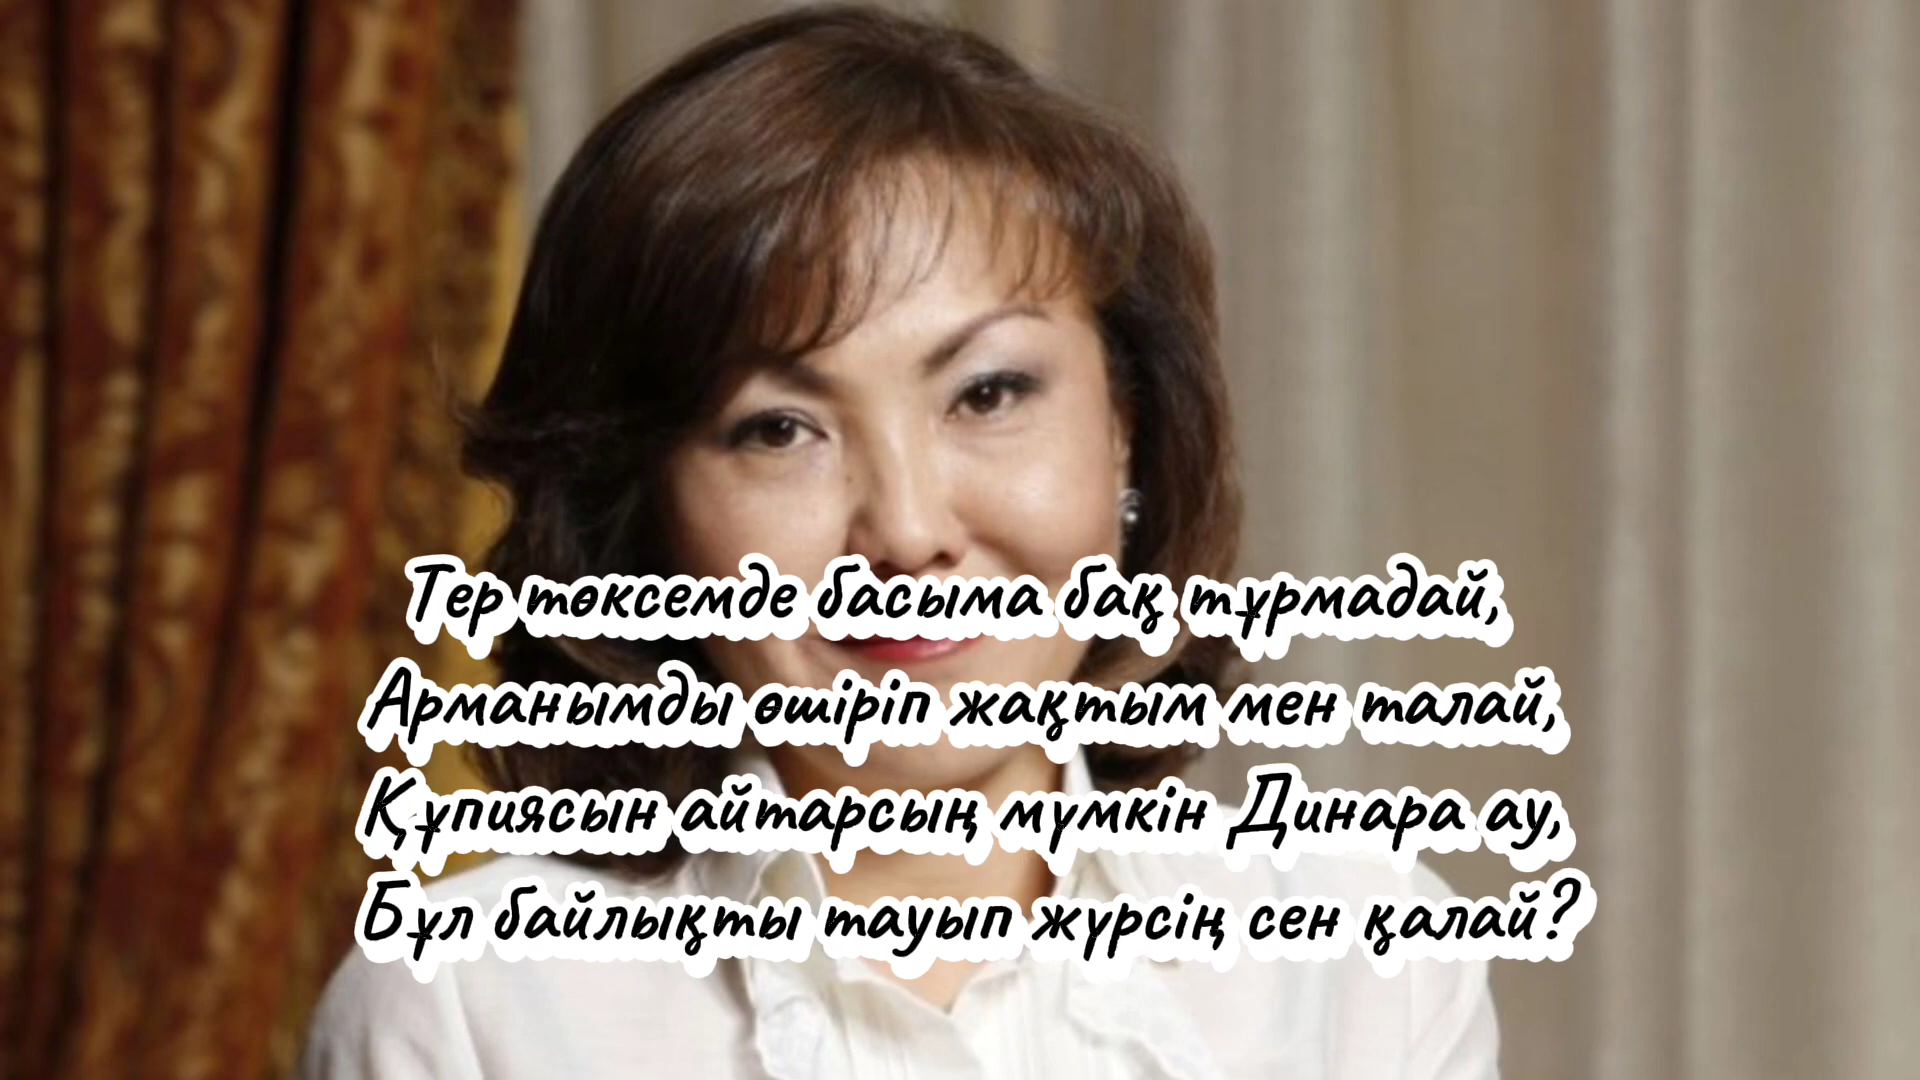 Тер төксемде басыма бақ тұрмадай,
Арманымды өшіріп жақтым мен талай,
Құпиясын айтарсың мүмкін Динара ау,
Бұл байлықты тауып жүрсің сен қалай?